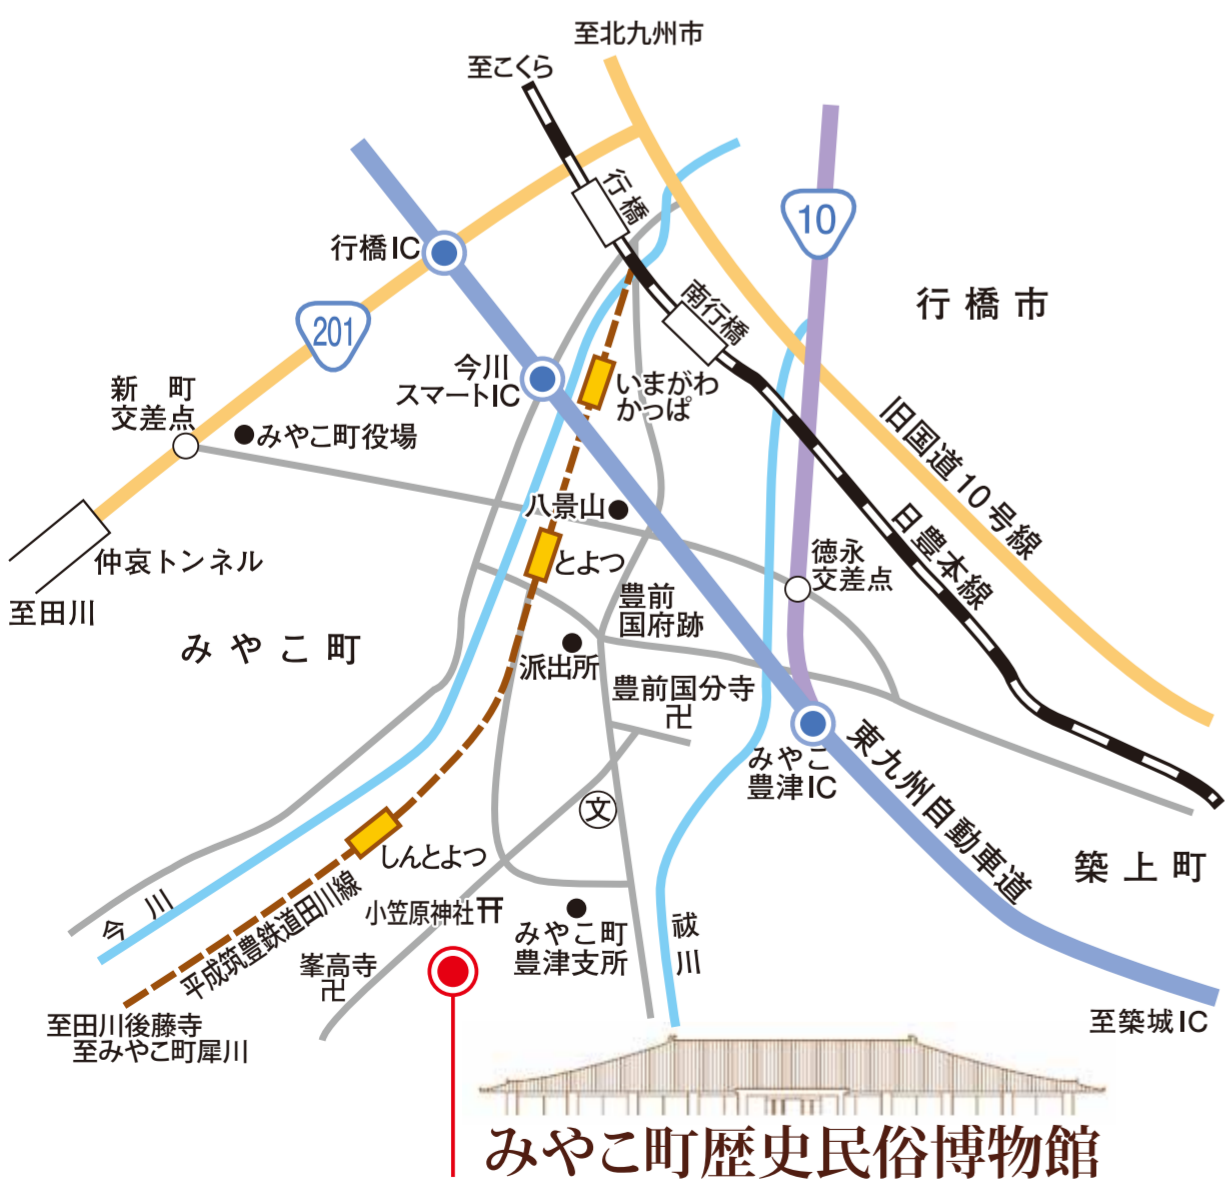 至北九州市
至こくら
行橋
10
行橋IC
行橋市
南行橋
201
今川
スマートIC
いまがわ
かっぱ
新町
交差点
みやこ町役場
旧国道10号線
八景山
日豊本線
仲哀トンネル
とよつ
徳永
交差点
至田川
豊前
国府跡
みやこ町
派出所
豊前国分寺
卍
みやこ
豊津IC
東九州自動車道
文
しんとよつ
築上町
今川
平成筑豊鉄道田川線
小笠原神社
みやこ町
豊津支所
祓川
峯高寺
卍
至田川後藤寺
至みやこ町犀川
至築城IC
みやこ町歴史民俗博物館